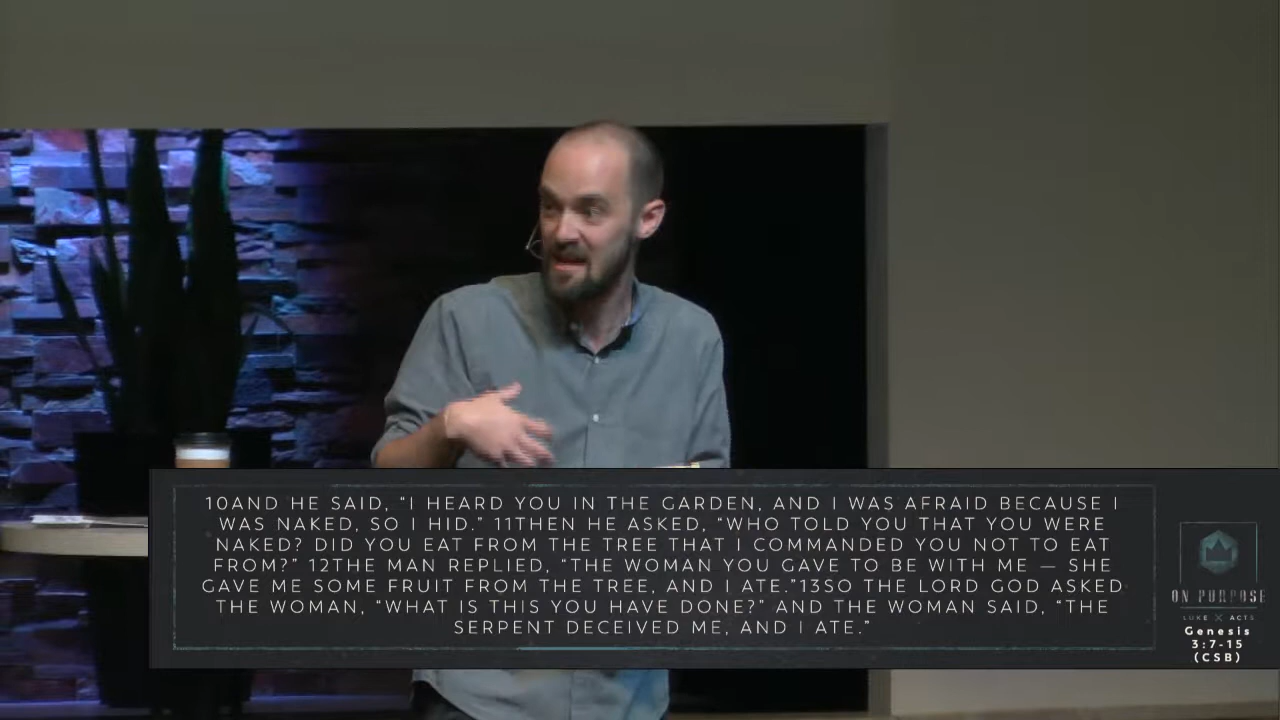 10AND HE SAID, “I HEARD YOU IN THE GARDEN, AND I WAS AFRAID BECAUSE I
WAS NAKED, SO I HID.” 11THEN HE ASKED, “WHO TOLD YOU THAT YOU WERE
NAKED? DID YOU EAT FROM THE TREE THAT I COMMANDED YOU NOT TO EAT
FROM?” 12THE MAN REPLIED, “THE WOMAN YOU GAVE TO BE WITH ME — SHE
GAVE ME SOME FRUIT FROM THE TREE, AND I ATE.”13SO THE LORD GOD ASKED
THE WOMAN, “WHAT IS THIS YOU HAVE DONE?” AND THE WOMAN SAID, “THE
SERPENT DECEIVED ME, AND I ATE.”
ON PURPOSE
LUKE X ACTS
Genesis
3:7-15
(CSB)